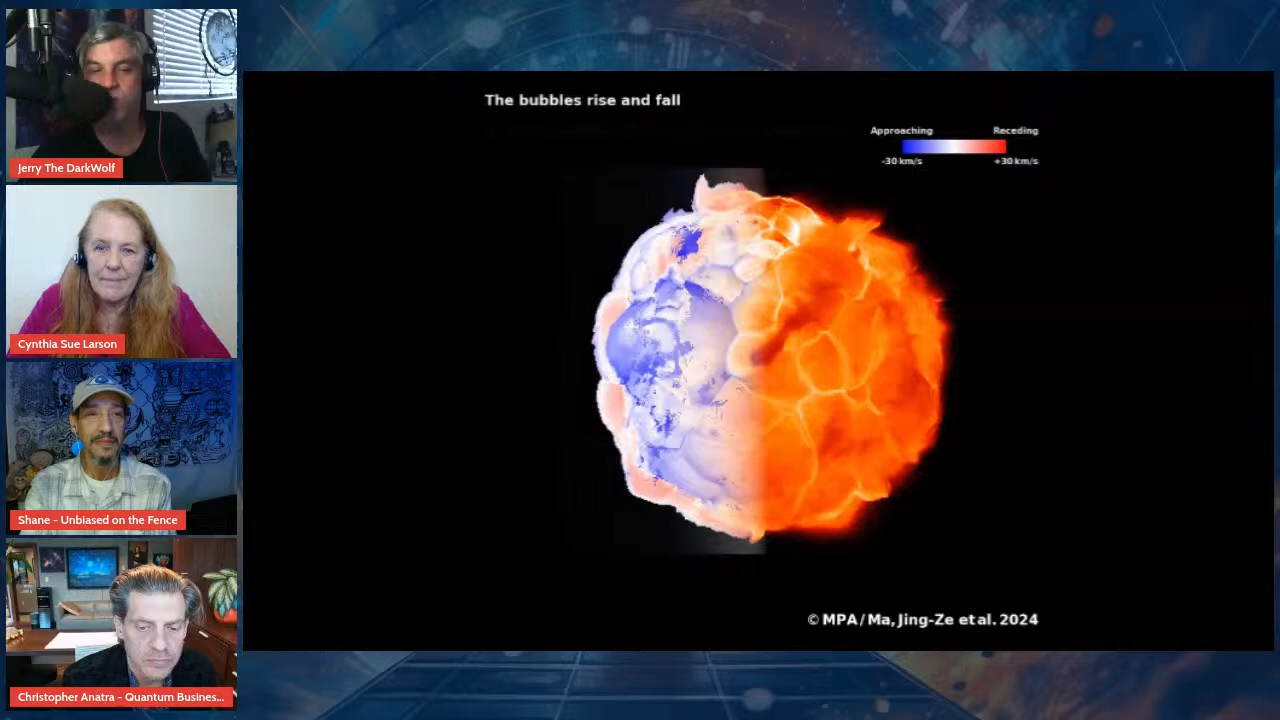 Jerry The DarkWolf
Cynthia Sue Larson
Shane - Unbiased on the Fence
Christopher Anatra - Quantum Busines...
The bubbles rise and fall
Approaching Receding
-30 km/s +30 km/s
© MPA / Ma, Jing-Ze et al. 2024